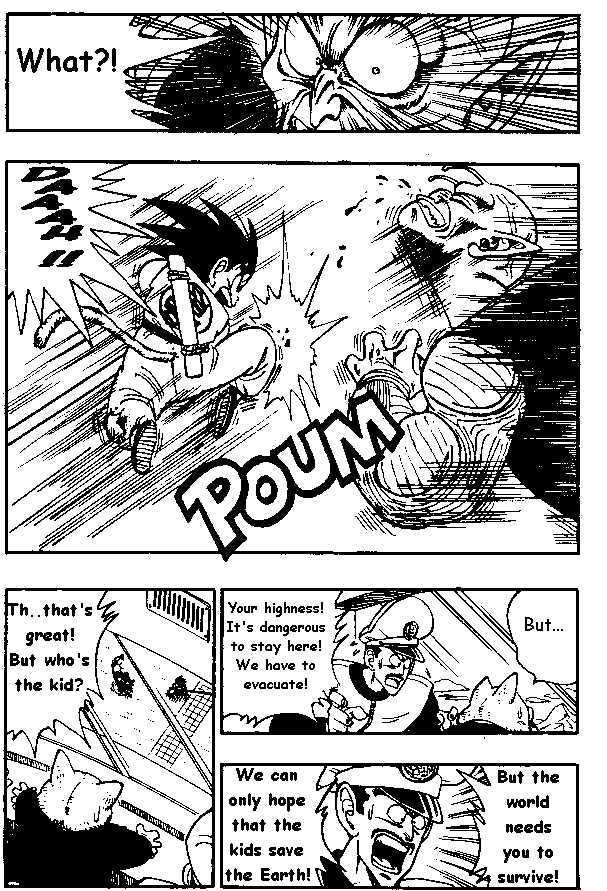 What?!
DAAAH!!
POUM
Th..that's
great!
But who's
the kid?
Your highness!
It's dangerous
to stay here!
We have to
evacuate!
But...
We can
only hope
that the
kids save
the Earth!
But the
world
needs
you to
survive!